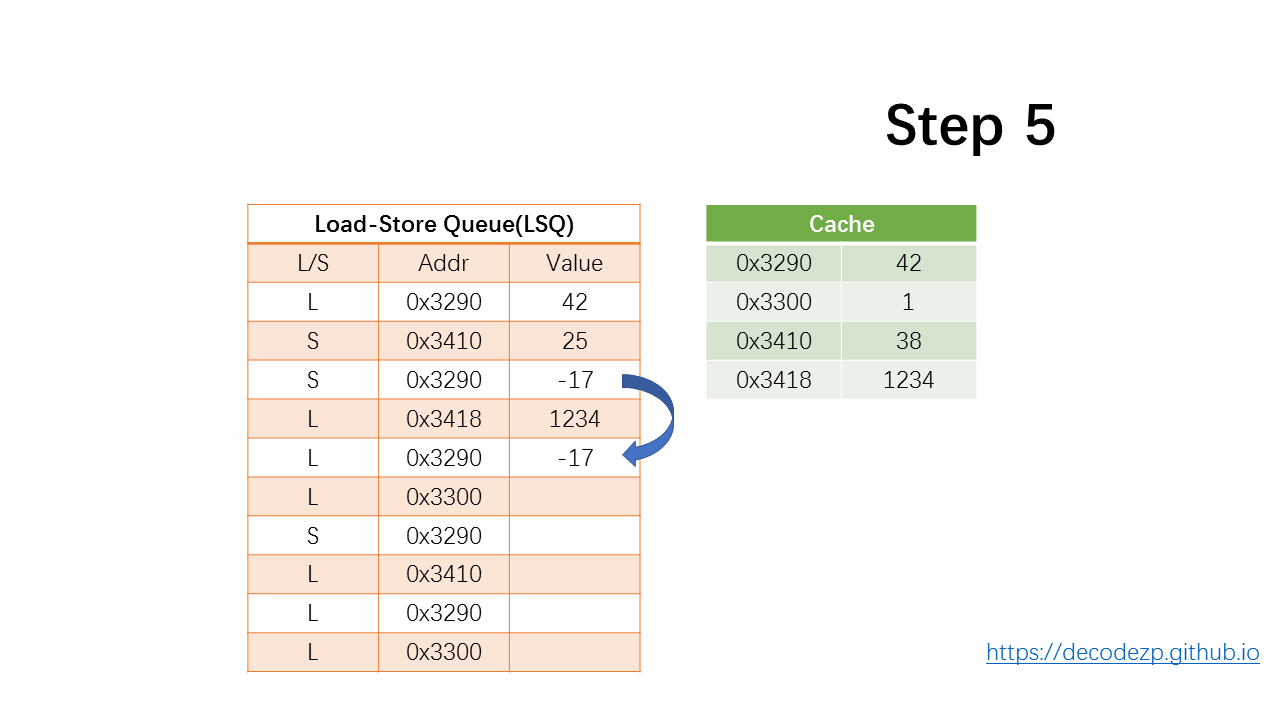 Step 5
Load-Store Queue(LSQ)
L/S Addr Value
L 0x3290 42
S 0x3410 25
S 0x3290 -17
L 0x3418 1234
L 0x3290 -17
L 0x3300
S 0x3290
L 0x3410
L 0x3290
L 0x3300
Cache
0x3290 42
0x3300 1
0x3410 38
0x3418 1234
https://decodezp.github.io